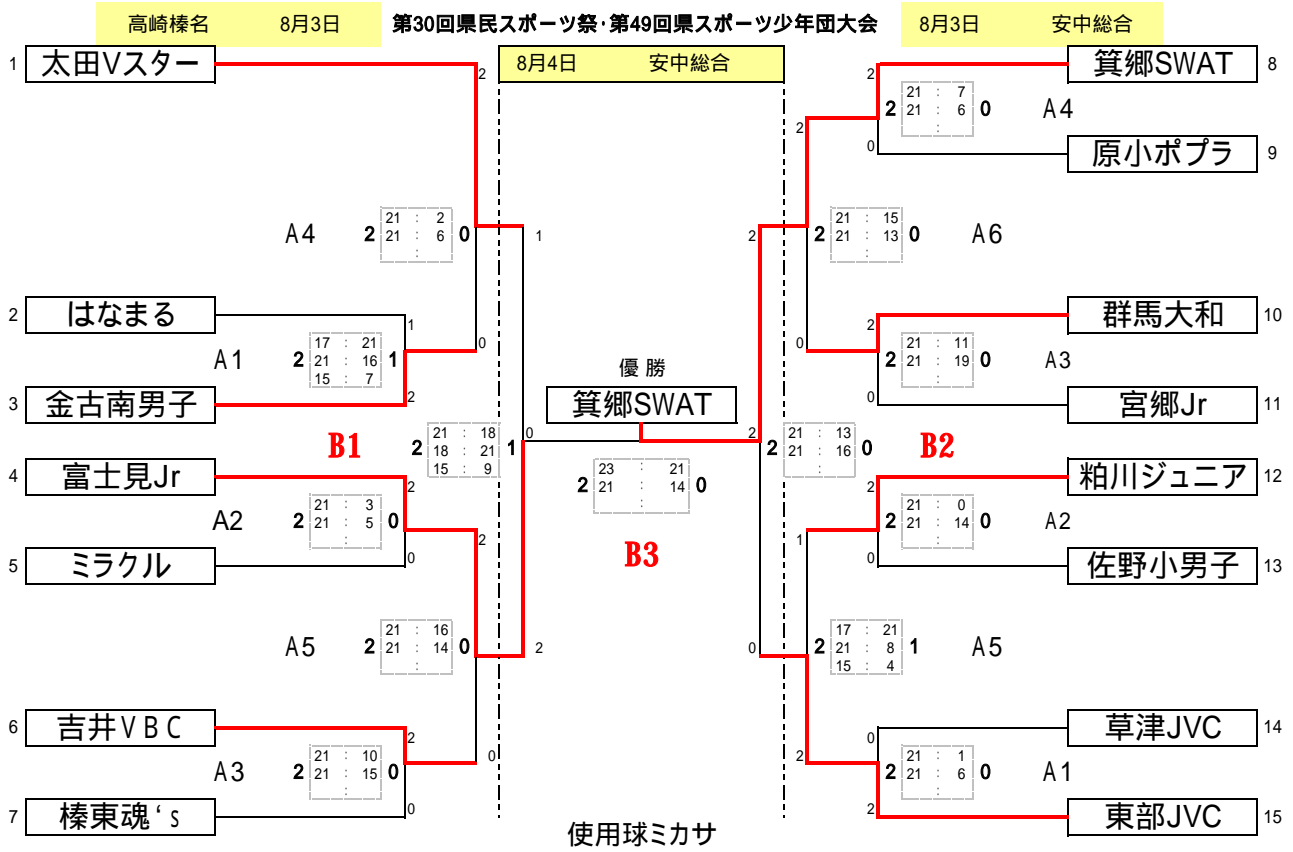 高崎榛名 8月3日 第30回県民スポーツ祭・第49回県スポーツ少年団大会 8月3日 安中総合
8月4日 安中総合
1 太田Vスター 2
2 箕郷SWAT 8
2 21 : 7 0 A4
21 : 6
:
2
0 原小ポプラ 9
A4 2 21 : 2 0
21 : 6
:
1
2
2 21 : 15 0 A6
21 : 13
:
2 はなまる 1
A1 2 17 : 21 1
21 : 16
15 : 7
0
3 金古南男子 2
2 群馬大和 10
0
2 21 : 11 0 A3
21 : 19
:
0 宮郷Jr 11
優勝
箕郷SWAT
B1 2 21 : 18 1
18 : 21
15 : 9
0
2
2 21 : 13 0 B2
21 : 16
:
2 23 : 21 0
21 : 14
:
B3
4 富士見Jr 2
A2 2 21 : 3 0
21 : 5
:
2
5 ミラクル 0
2 粕川ジュニア 12
2 21 : 0 0 A2
21 : 14
:
1
0 佐野小男子 13
A5 2 21 : 16 0
21 : 14
:
2
0
2 17 : 21 1 A5
21 : 8
15 : 4
6 吉井VBC 2
A3 2 21 : 10 0
21 : 15
:
0
7 榛東魂‘s 0
0 草津JVC 14
2
2 21 : 1 0 A1
21 : 6
:
2 東部JVC 15
使用球ミカサ